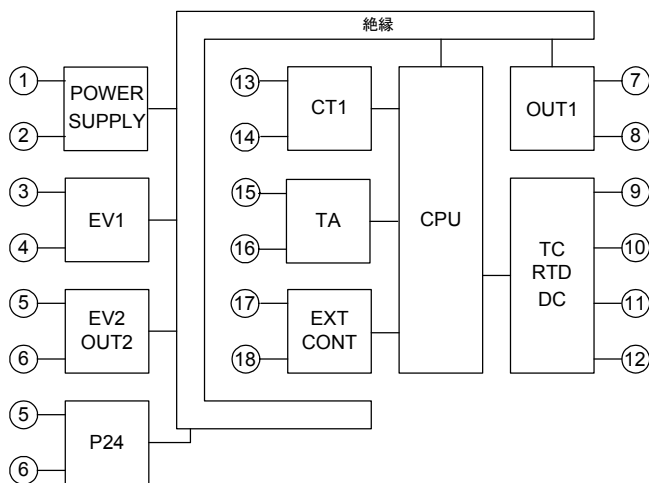 絶縁
1
POWER
SUPPLY
2
3
EV1
4
5
EV2
OUT2
6
5
P24
6
13
CT1
14
15
TA
16
17
EXT
CONT
18
CPU
7
OUT1
8
9
TC
RTD
DC
10
11
12